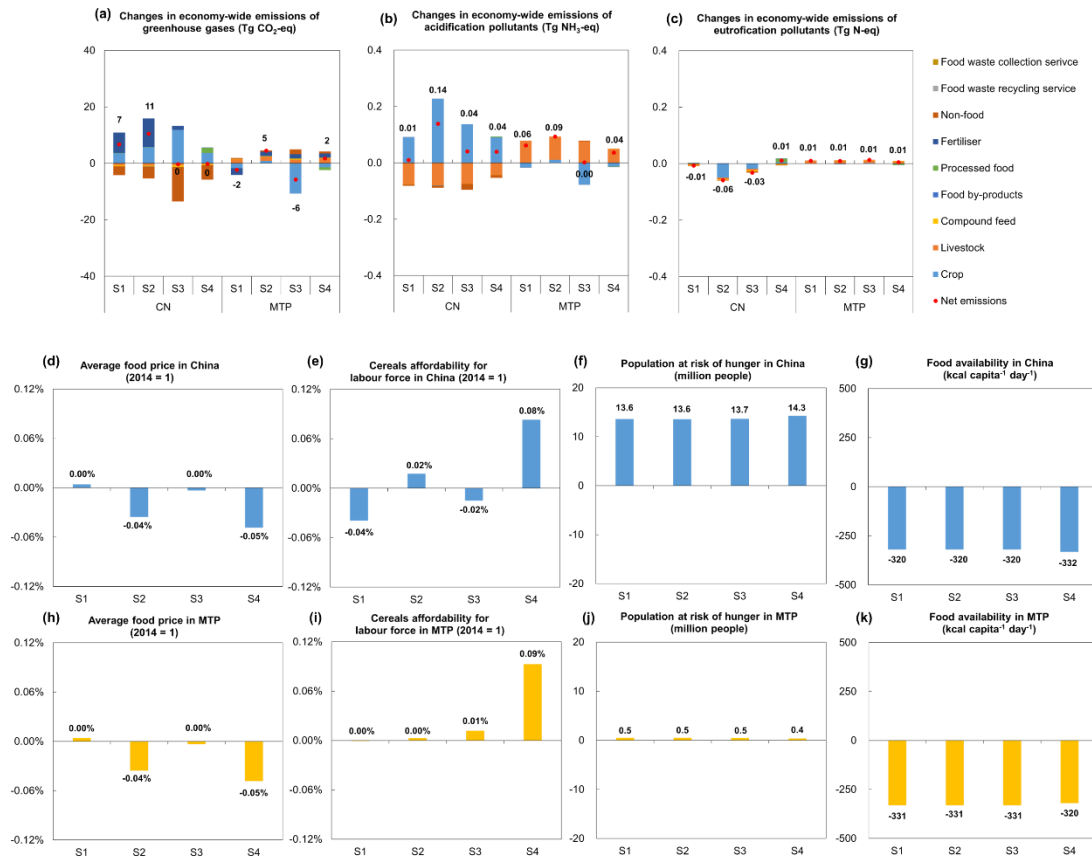 (a)
Changes in economy-wide emissions of
greenhouse gases (Tg CO₂-eq)
40
20
0
-20
-40
7
11
0
0
-2
5
-6
2
S1 S2 S3 S4 S1 S2 S3 S4
CN MTP
(b)
Changes in economy-wide emissions of
acidification pollutants (Tg NH₃-eq)
0.4
0.2
0.0
-0.2
-0.4
0.01
0.14
0.04
0.04
0.06
0.09
0.00
0.04
S1 S2 S3 S4 S1 S2 S3 S4
CN MTP
(c)
Changes in economy-wide emissions of
eutrofication pollutants (Tg N-eq)
0.4
0.2
0.0
-0.2
-0.4
-0.01
-0.06
-0.03
0.01
0.01
0.01
0.01
0.01
S1 S2 S3 S4 S1 S2 S3 S4
CN MTP
Food waste collection serivce
Food waste recycling service
Non-food
Fertiliser
Processed food
Food by-products
Compound feed
Livestock
Crop
Net emissions
(d)
Average food price in China
(2014 = 1)
0.12%
0.06%
0.00%
-0.06%
-0.12%
0.00%
-0.04%
0.00%
-0.05%
S1 S2 S3 S4
(e)
Cereals affordability for
labour force in China (2014 = 1)
0.12%
0.06%
0.00%
-0.06%
-0.12%
-0.04%
0.02%
-0.02%
0.08%
S1 S2 S3 S4
(f)
Population at risk of hunger in China
(million people)
20
10
0
-10
-20
13.6
13.6
13.7
14.3
S1 S2 S3 S4
(g)
Food availability in China
(kcal capita⁻¹ day⁻¹)
500
250
0
-250
-500
-320
-320
-320
-332
S1 S2 S3 S4
(h)
Average food price in MTP
(2014 = 1)
0.12%
0.06%
0.00%
-0.06%
-0.12%
0.00%
-0.04%
0.00%
-0.05%
S1 S2 S3 S4
(i)
Cereals affordability for
labour force in MTP (2014 = 1)
0.12%
0.06%
0.00%
-0.06%
-0.12%
0.00%
0.00%
0.01%
0.09%
S1 S2 S3 S4
(j)
Population at risk of hunger in MTP
(million people)
20
10
0
-10
-20
0.5
0.5
0.5
0.4
S1 S2 S3 S4
(k)
Food availability in MTP
(kcal capita⁻¹ day⁻¹)
500
250
0
-250
-500
-331
-331
-331
-320
S1 S2 S3 S4